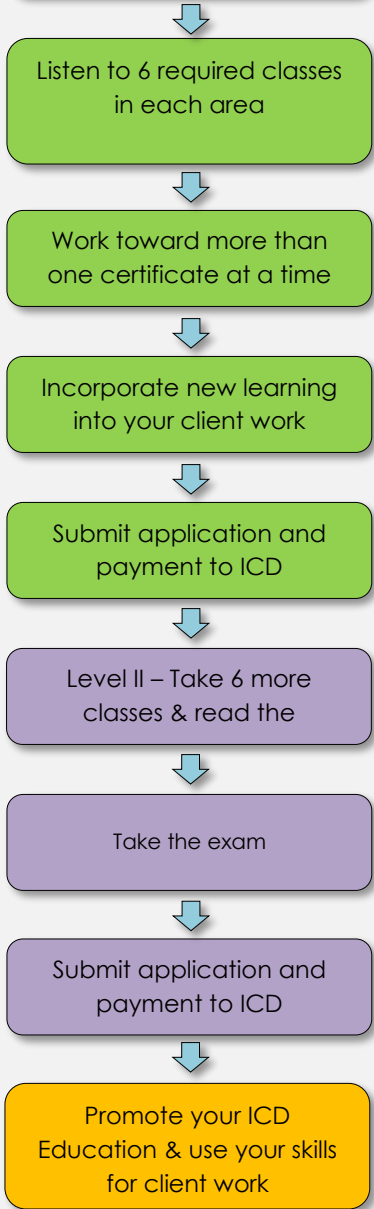 Listen to 6 required classes
in each area
Work toward more than
one certificate at a time
Incorporate new learning
into your client work
Submit application and
payment to ICD
Level II – Take 6 more
classes & read the
Take the exam
Submit application and
payment to ICD
Promote your ICD
Education & use your skills
for client work